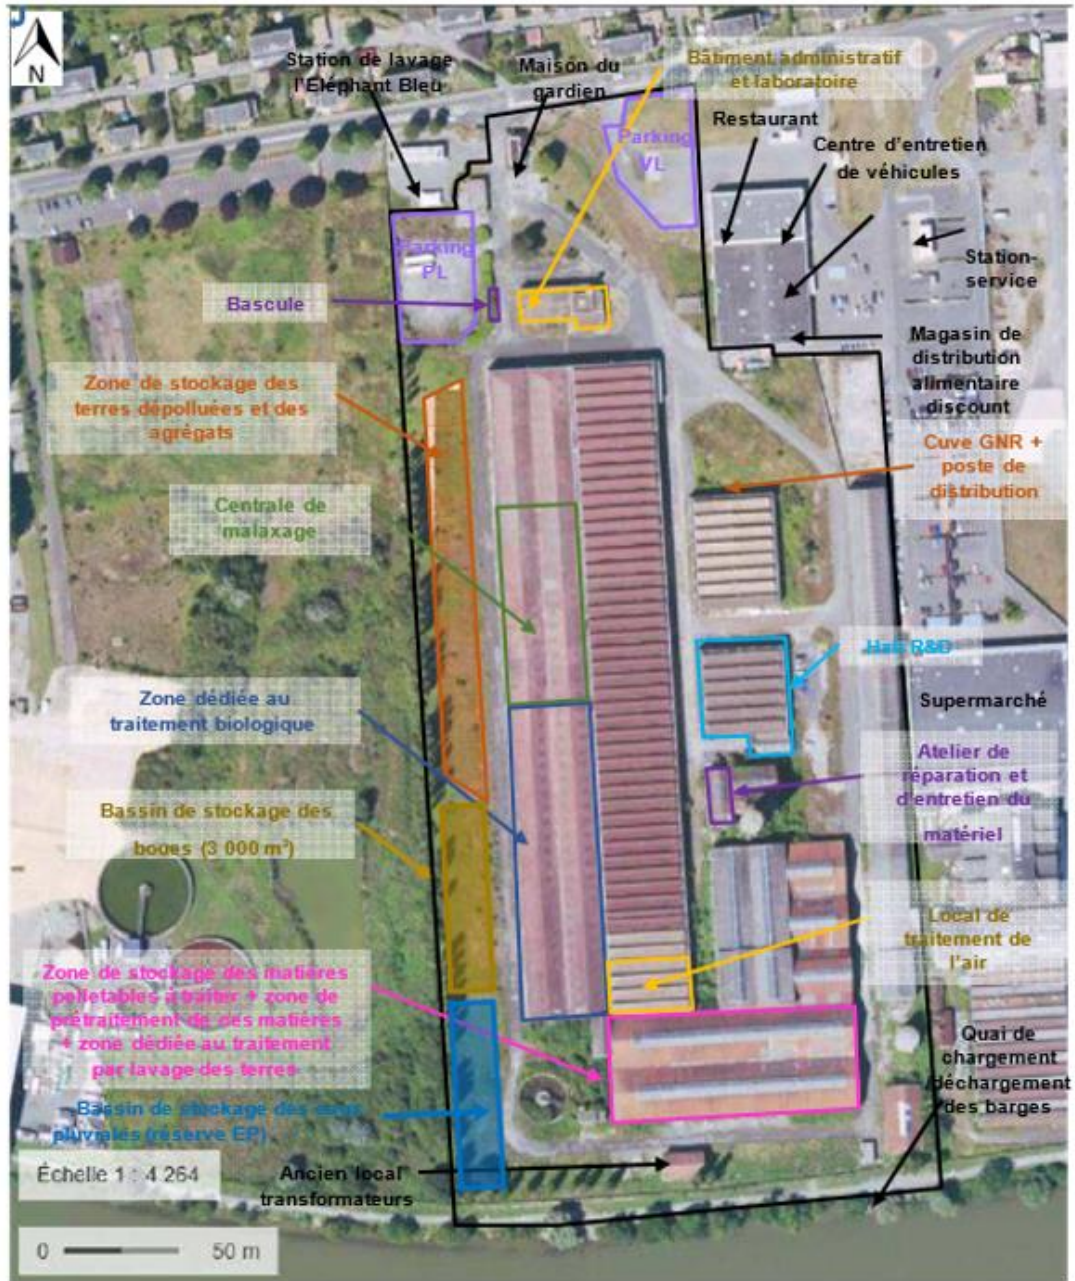 N
Station de lavage
l'Eléphant Bleu
Maison du
gardien
Bâtiment administratif
et laboratoire
Restaurant
Centre d'entretien
de véhicules
Parking
VL
Station-
service
Parking
PL
Bascule
Magasin de
distribution
alimentaire
discount
Zone de stockage des
terres dépolluées et des
agrégats
Cuve GNR +
poste de
distribution
Centrale de
malaxage
Hall R&D
Zone dédiée au
traitement biologique
Supermarché
Atelier de
réparation et
d'entretien du
matériel
Bassin de stockage des
boues (3 000 m³)
Local de
traitement de
l'air
Zone de stockage des matières
pelletables à traiter + zone de
prétraitement de ces matières
+ zone dédiée au traitement
par lavage des terres
Quai de
chargement
/déchargement
des barges
Bassin de stockage des eaux
pluviales (réserve EP)
Échelle 1 : 4 264
Ancien local
transformateurs
0 50 m